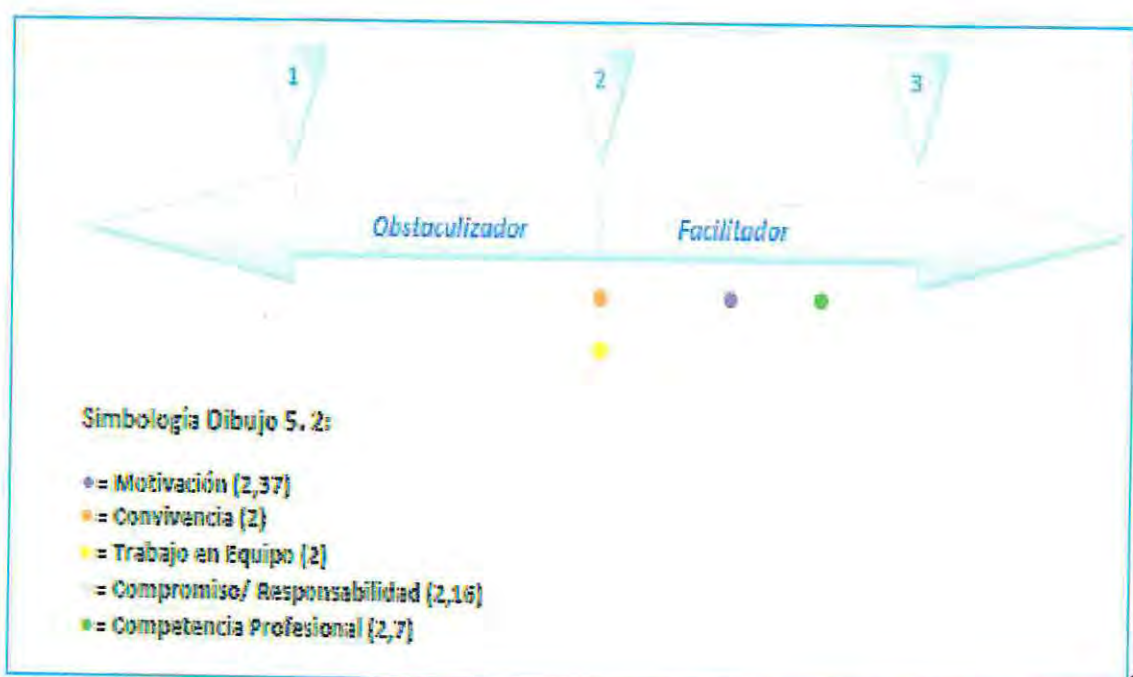 1 2 3
Obstaculizador Facilitador
Simbología Dibujo 5. 2:
= Motivación (2,37)
= Convivencia (2)
= Trabajo en Equipo (2)
= Compromiso/ Responsabilidad (2,16)
= Competencia Profesional (2,7)